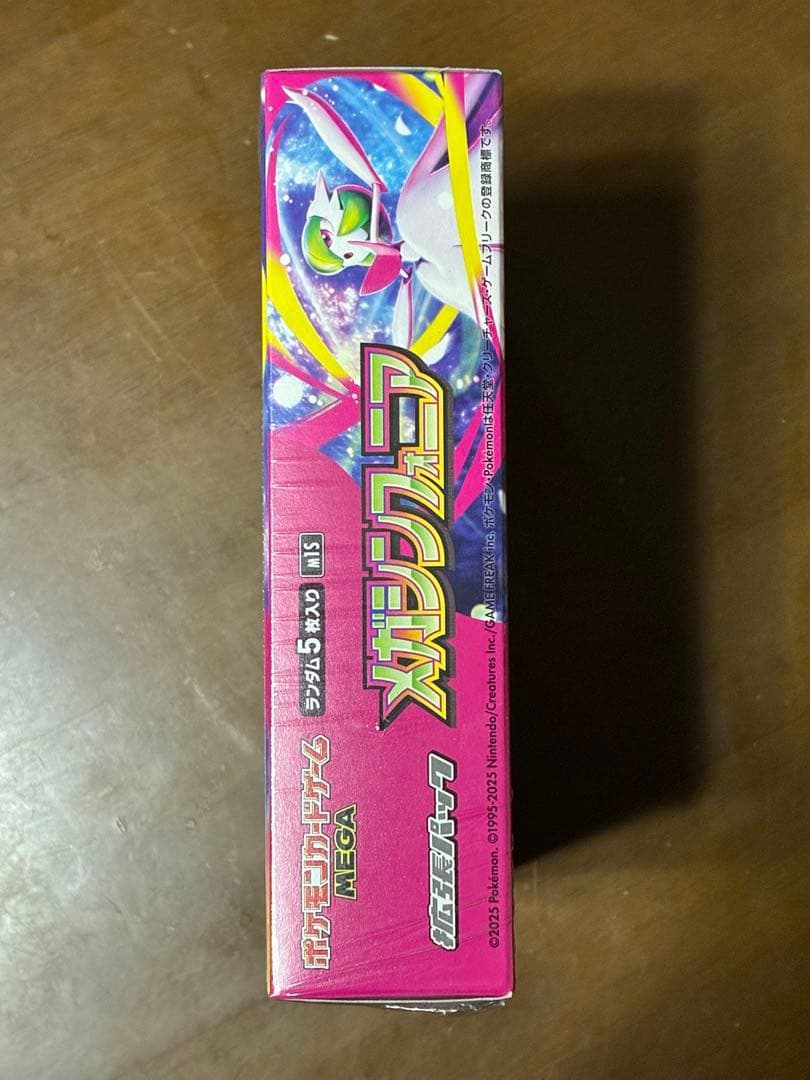 ポケモンカードゲーム
MEGA
ランダム5枚入り M1S
拡張パック
メガシンフォニア
©2025 Pokémon. ©1995-2025 Nintendo/Creatures Inc./GAME FREAK inc. ポケモン・Pokémonは任天堂・クリーチャーズ・ゲームフリークの登録商標です。